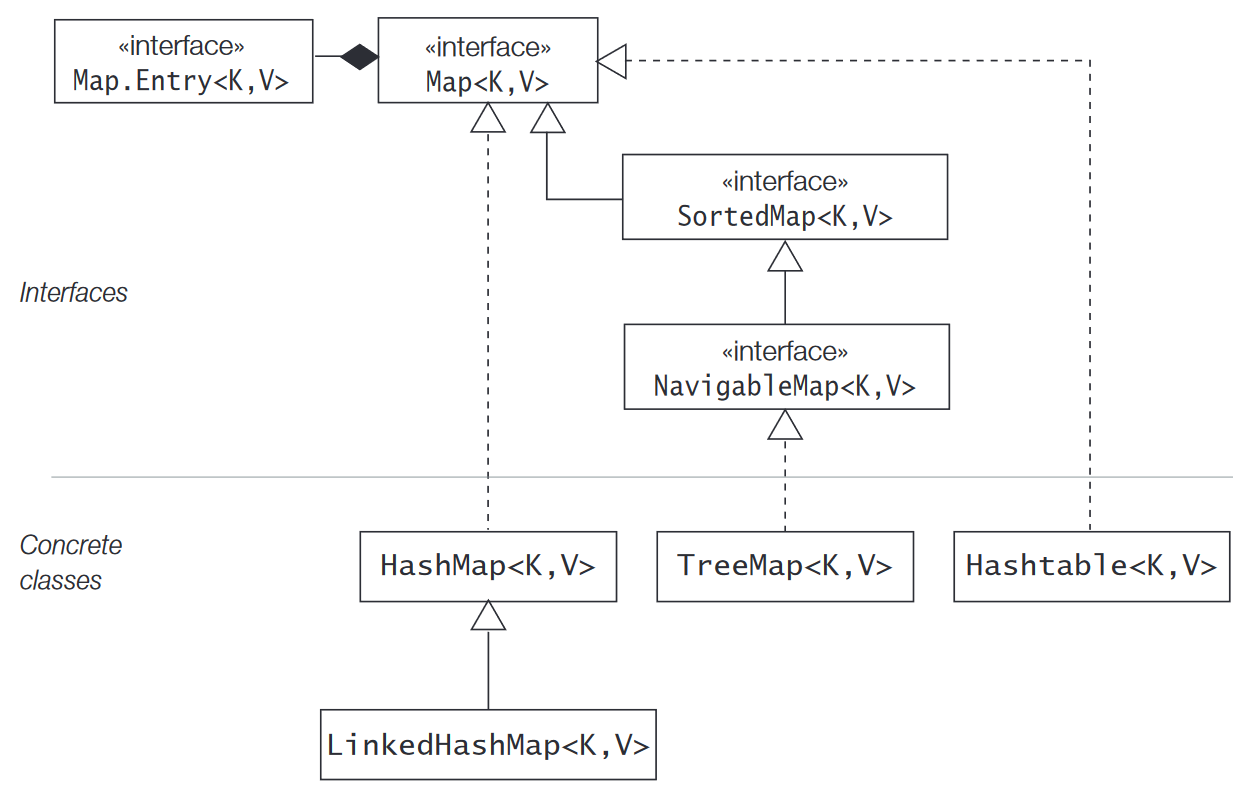 «interface»
Map.Entry<K,V>
«interface»
Map<K,V>
«interface»
SortedMap<K,V>
Interfaces
«interface»
NavigableMap<K,V>
Concrete
classes
HashMap<K,V>
TreeMap<K,V>
Hashtable<K,V>
LinkedHashMap<K,V>